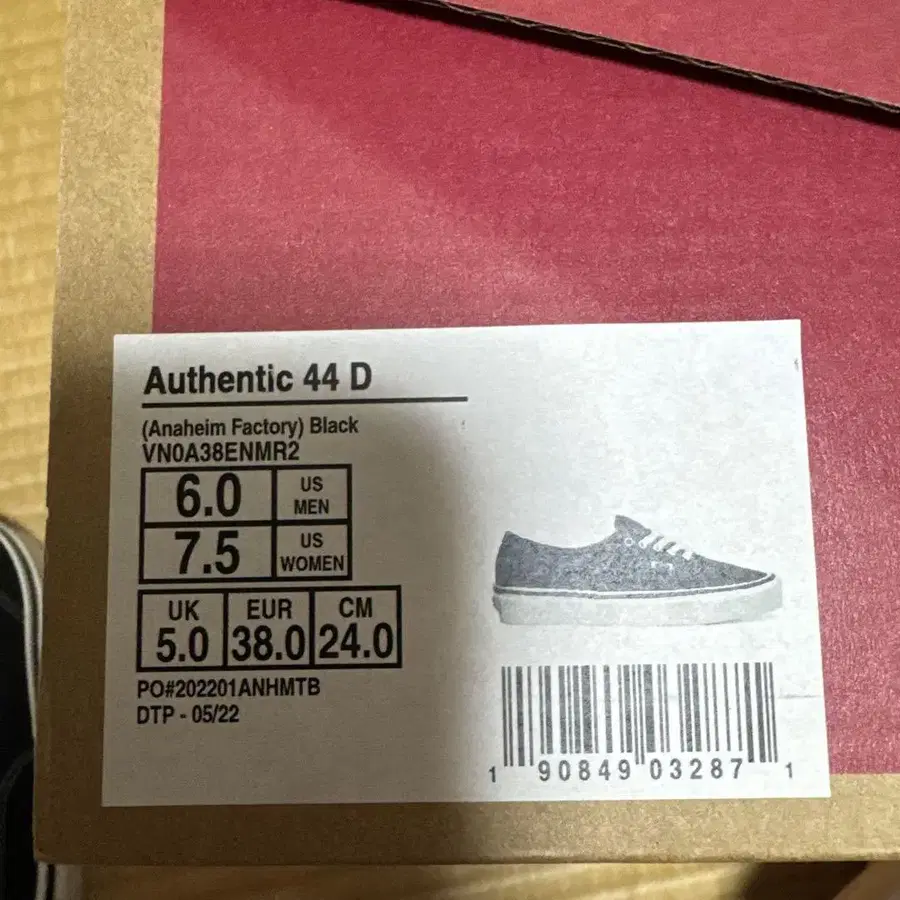 Authentic 44 D
(Anaheim Factory) Black
VN0A38ENMR2
6.0 US MEN
7.5 US WOMEN
UK 5.0 EUR 38.0 CM 24.0
PO#202201ANHMTB
DTP - 05/22
1 90849 03287 1